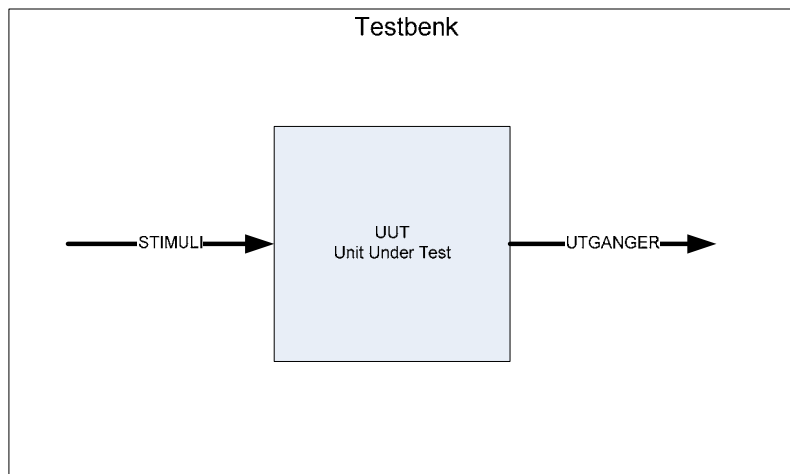 Testbenk
STIMULI
UUT
Unit Under Test
UTGANGER